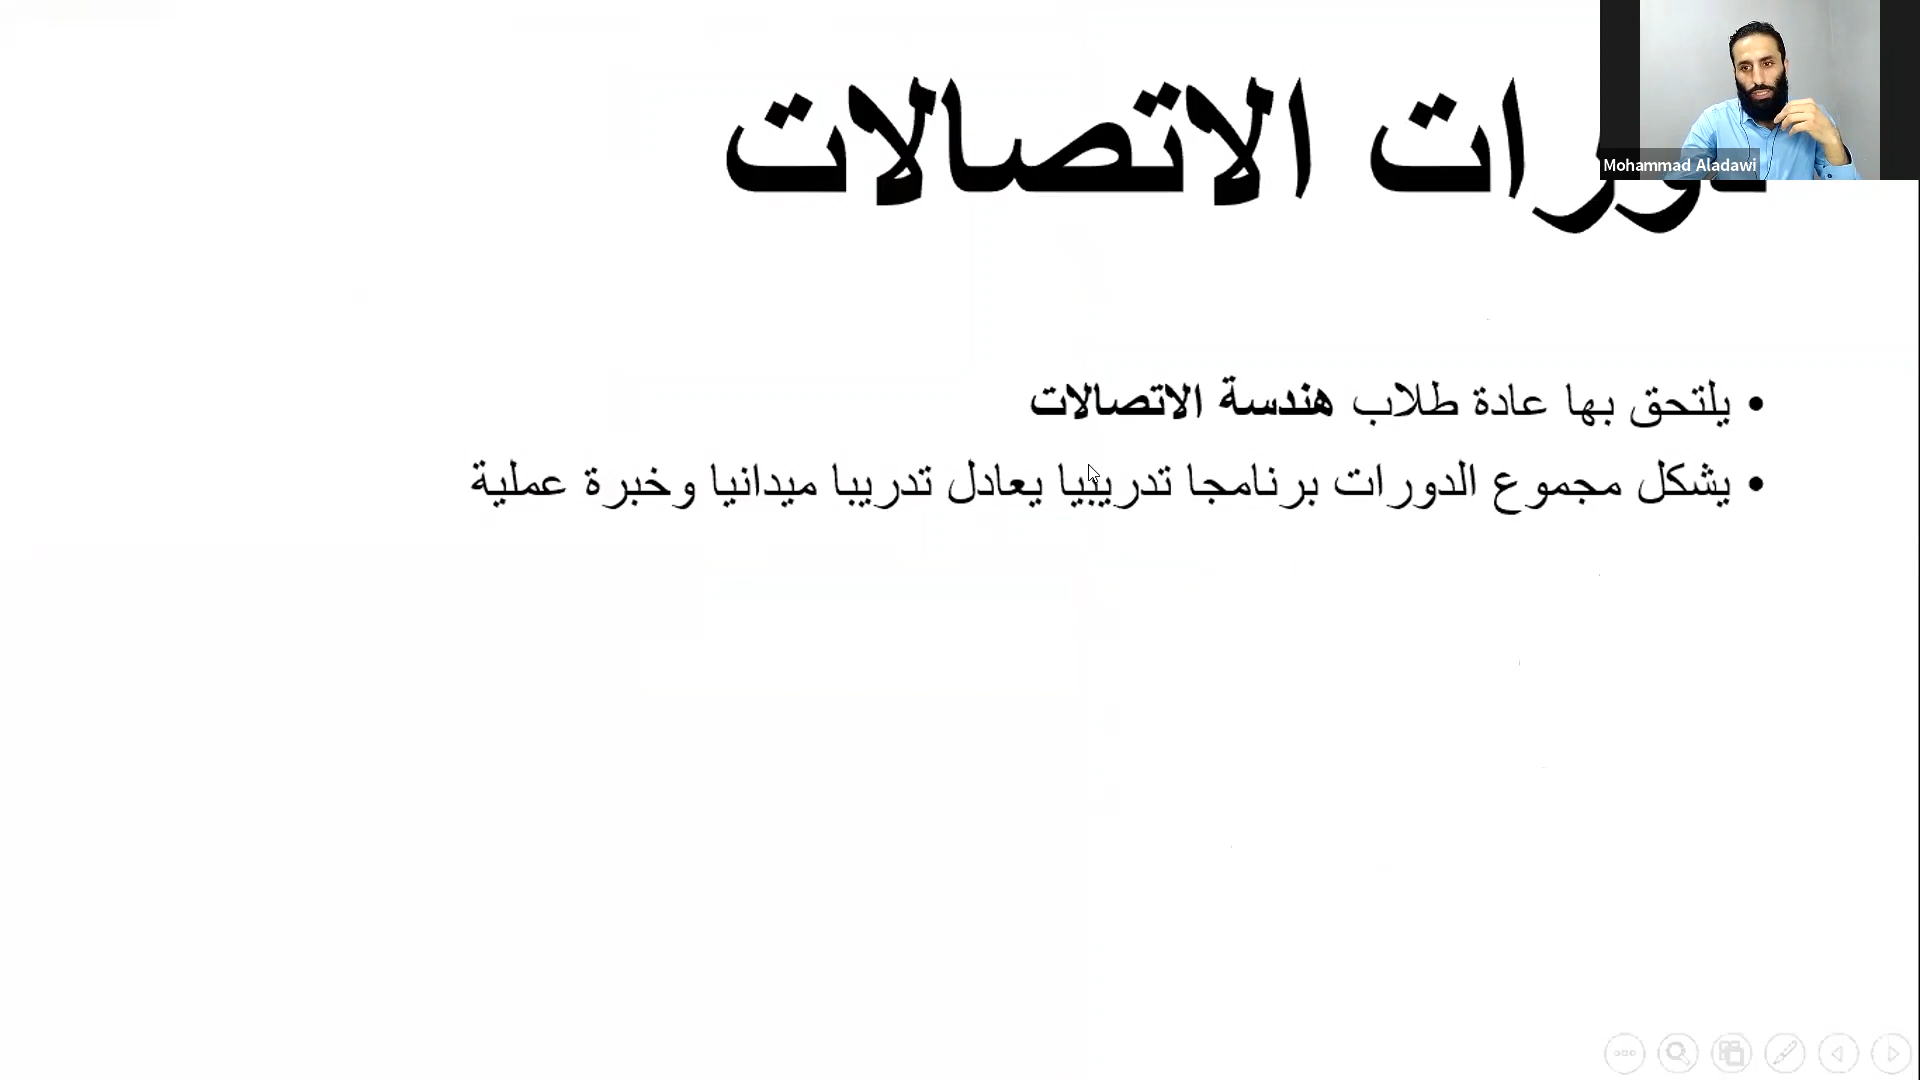 الاتصالات
Mohammad Aladawi
• يلتحق بها عادة طلاب هندسة الاتصالات
• يشكل مجموع الدورات برنامجا تدريبيا يعادل تدريبا ميدانيا وخبرة عملية